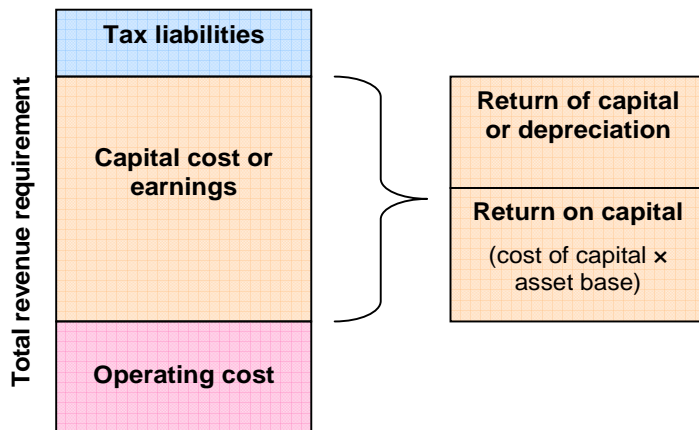 Total revenue requirement
Tax liabilities
Capital cost or
earnings
Operating cost
Return of capital
or depreciation
Return on capital
(cost of capital ×
asset base)